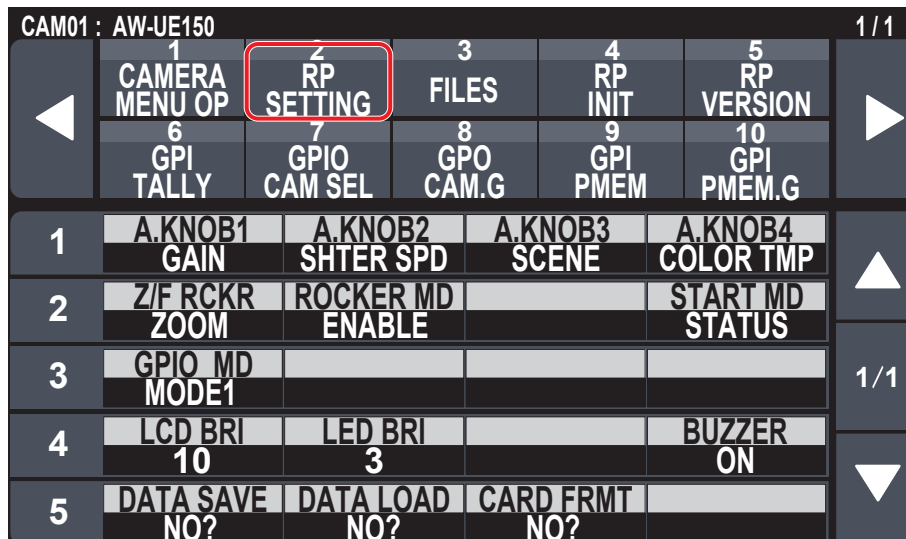 CAM01 : AW-UE150 1 / 1
1 2 3 4 5
CAMERA MENU OP
RP SETTING
FILES
RP INIT
RP VERSION
6 7 8 9 10
GPI TALLY
GPIO CAM SEL
GPO CAM.G
GPI PMEM
GPI PMEM.G
1 A.KNOB1 A.KNOB2 A.KNOB3 A.KNOB4
GAIN SHTER SPD SCENE COLOR TMP
2 Z/F RCKR ROCKER MD START MD
ZOOM ENABLE STATUS
3 GPIO MD 1/1
MODE1
4 LCD BRI LED BRI BUZZER
10 3 ON
5 DATA SAVE DATA LOAD CARD FRMT
NO? NO? NO?